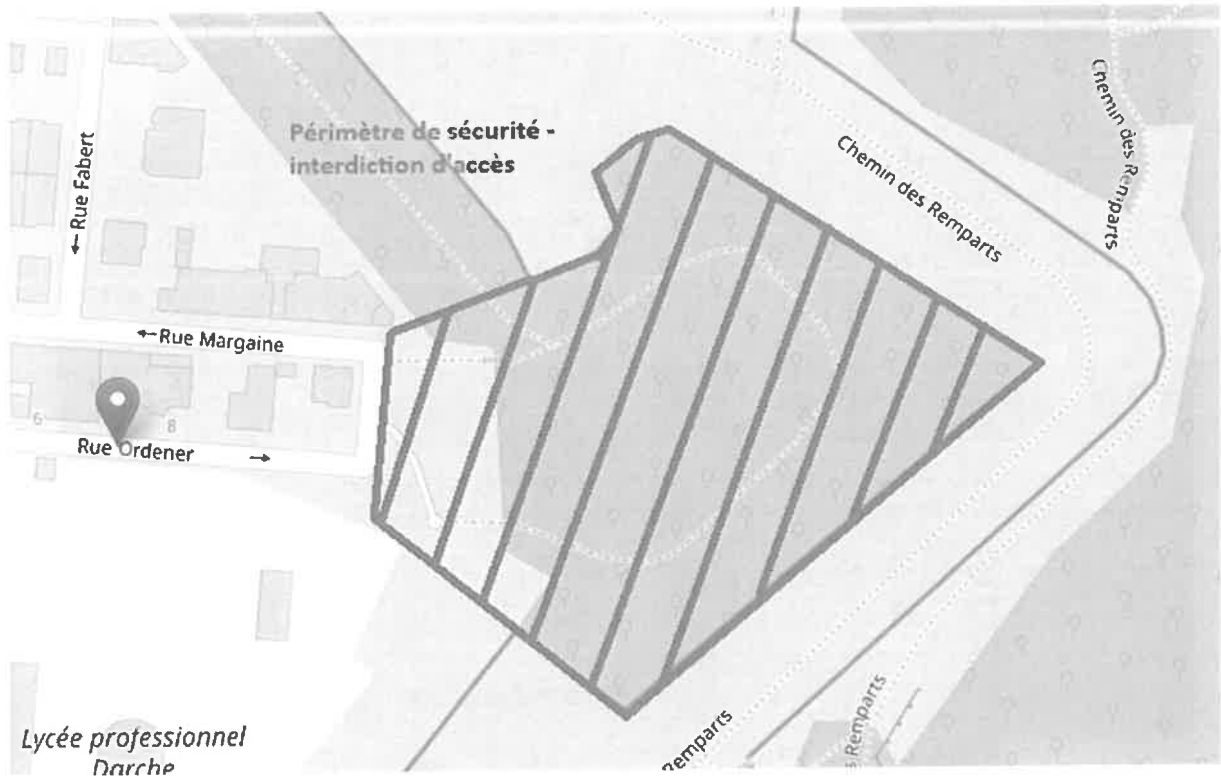 Chemin des Remparts
Périmètre de sécurité -
interdiction d'accès
Rue Fabert
Chemin des Remparts
Rue Margaine
6
8
Rue Ordener
Remparts
Remparts
Lycée professionnel
Darche